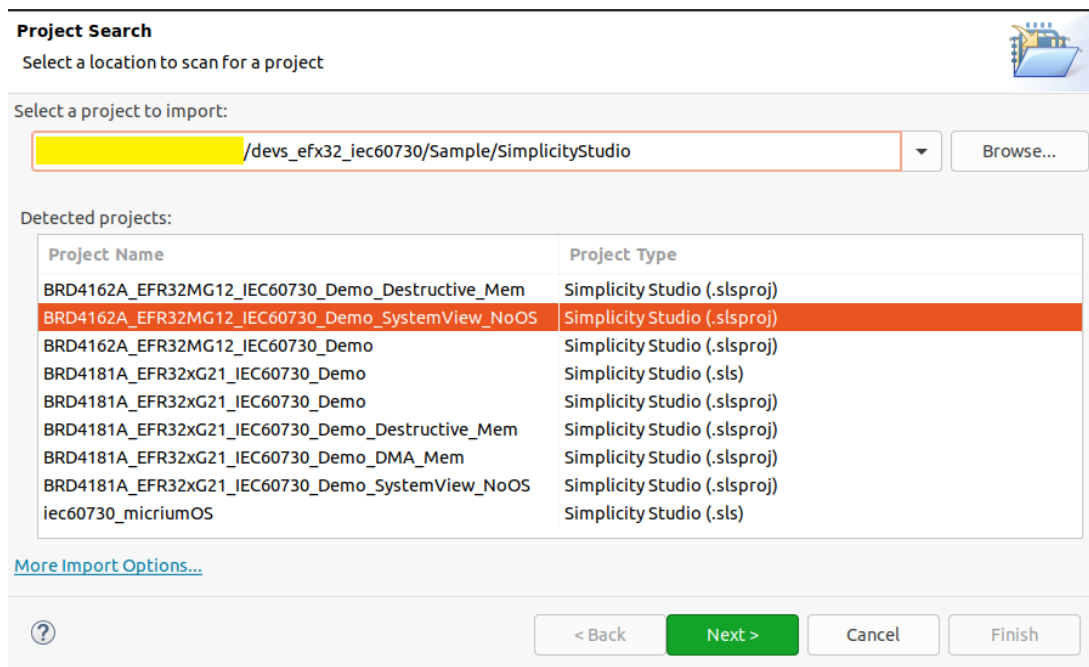 Project Search
Select a location to scan for a project
Select a project to import:
/devs_efx32_iec60730/Sample/SimplicityStudio
Browse...
Detected projects:
Project Name Project Type
BRD4162A_EFR32MG12_IEC60730_Demo_Destructive_Mem Simplicity Studio (.slsproj)
BRD4162A_EFR32MG12_IEC60730_Demo_SystemView_NoOS Simplicity Studio (.slsproj)
BRD4162A_EFR32MG12_IEC60730_Demo Simplicity Studio (.slsproj)
BRD4181A_EFR32xG21_IEC60730_Demo Simplicity Studio (.sls)
BRD4181A_EFR32xG21_IEC60730_Demo Simplicity Studio (.slsproj)
BRD4181A_EFR32xG21_IEC60730_Demo_Destructive_Mem Simplicity Studio (.slsproj)
BRD4181A_EFR32xG21_IEC60730_Demo_DMA_Mem Simplicity Studio (.slsproj)
BRD4181A_EFR32xG21_IEC60730_Demo_SystemView_NoOS Simplicity Studio (.slsproj)
iec60730_micriumOS Simplicity Studio (.sls)
More Import Options...
? < Back Next > Cancel Finish